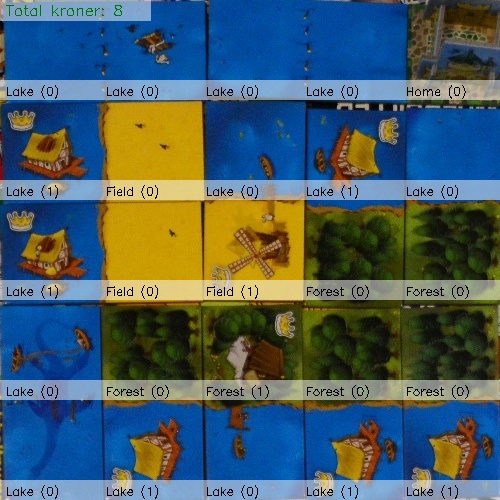 Total kroner: 8
Lake (0) Lake (0) Lake (0) Lake (0) Home (0)
Lake (1) Field (0) Lake (0) Lake (1) Lake (0)
Lake (1) Field (0) Field (1) Forest (0) Forest (0)
Lake (0) Forest (0) Forest (1) Forest (0) Forest (0)
Lake (0) Lake (1) Lake (0) Lake (1) Lake (1)